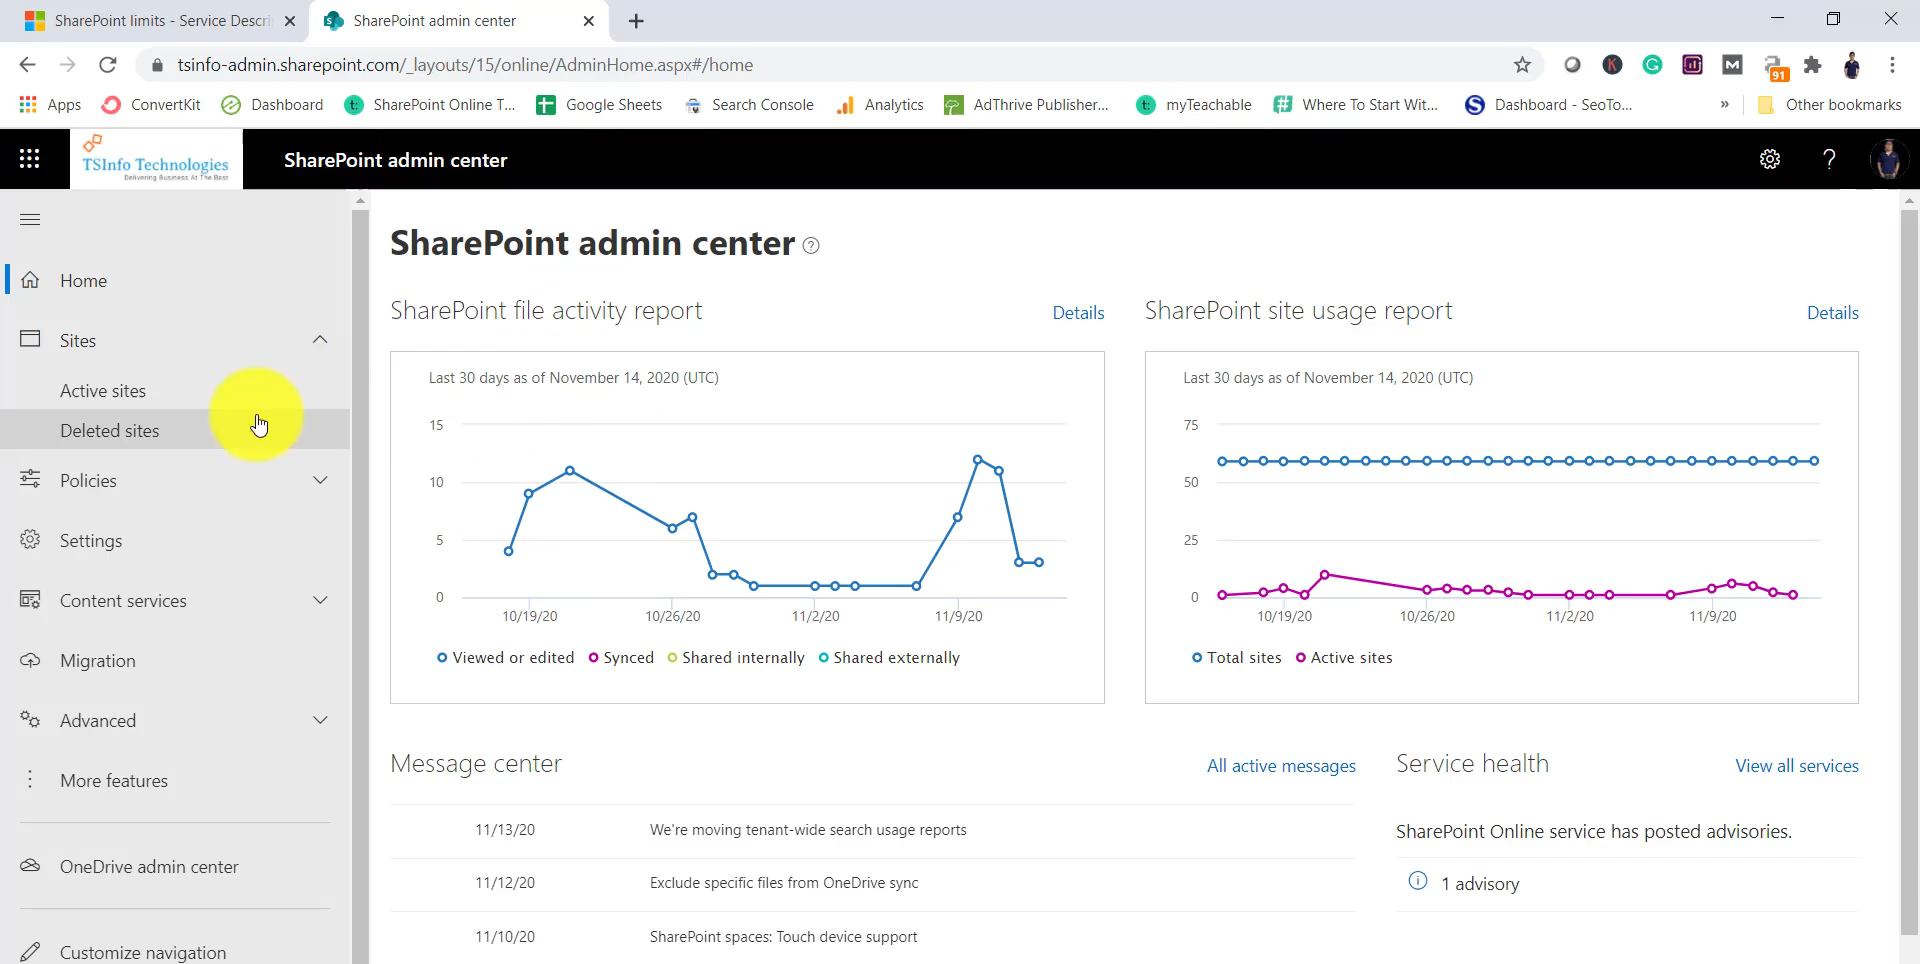 SharePoint limits - Service Descri
SharePoint admin center
tsinfo-admin.sharepoint.com/_layouts/15/online/AdminHome.aspx#/home
91
Apps ConvertKit Dashboard SharePoint Online T... Google Sheets Search Console Analytics AdThrive Publisher... myTeachable Where To Start Wit... Dashboard - SeoTo... » Other bookmarks
TSInfo Technologies
Delivering Business At The Best
SharePoint admin center
Home
Sites
Active sites
Deleted sites
Policies
Settings
Content services
Migration
Advanced
More features
OneDrive admin center
Customize navigation
SharePoint admin center
SharePoint file activity report
Details
Last 30 days as of November 14, 2020 (UTC)
15
10
5
0
10/19/20 10/26/20 11/2/20 11/9/20
Viewed or edited Synced Shared internally Shared externally
SharePoint site usage report
Details
Last 30 days as of November 14, 2020 (UTC)
75
50
25
0
10/19/20 10/26/20 11/2/20 11/9/20
Total sites Active sites
Message center
All active messages
11/13/20 We're moving tenant-wide search usage reports
11/12/20 Exclude specific files from OneDrive sync
11/10/20 SharePoint spaces: Touch device support
Service health
View all services
SharePoint Online service has posted advisories.
1 advisory